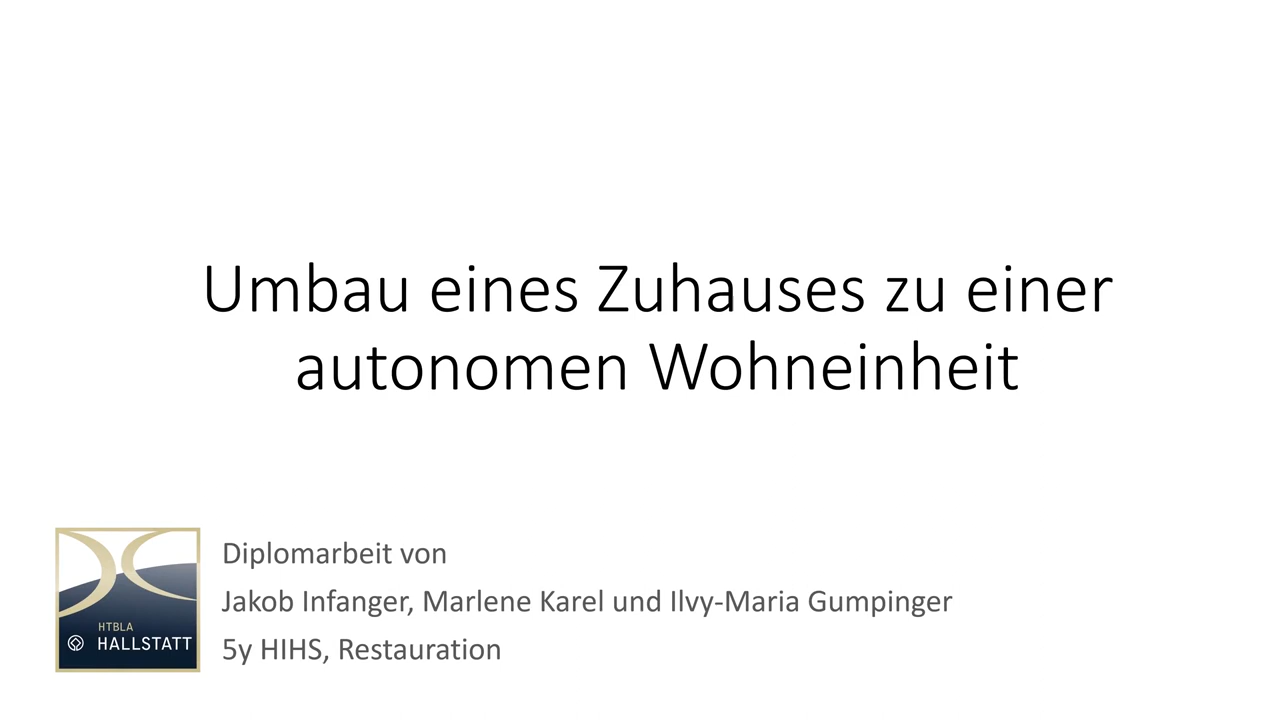 Umbau eines Zuhauses zu einer
autonomen Wohneinheit
Diplomarbeit von
Jakob Infanger, Marlene Karel und Ilvy-Maria Gumpinger
5y HIHS, Restauration
HTBLA
HALLSTATT